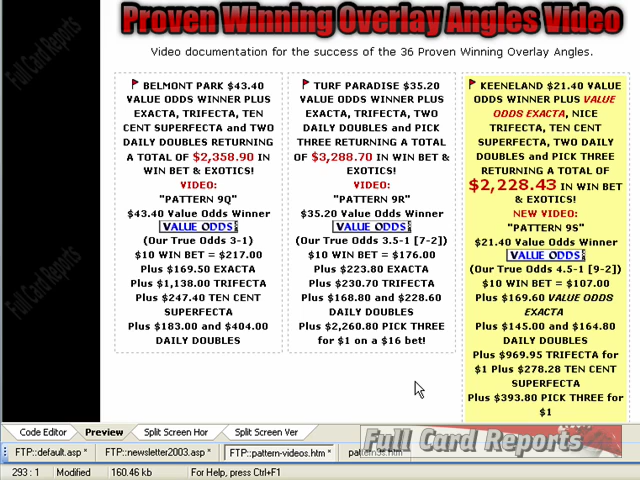 Proven Winning Overlay Angles Video
Video documentation for the success of the 36 Proven Winning Overlay Angles.
BELMONT PARK $43.40
VALUE ODDS WINNER PLUS
EXACTA, TRIFECTA, TEN
CENT SUPERFECTA and TWO
DAILY DOUBLES RETURNING
A TOTAL OF $2,358.90 IN
WIN BET & EXOTICS!
VIDEO:
"PATTERN 9Q"
$43.40 Value Odds Winner
VALUE ODDS
(Our True Odds 3-1)
$10 WIN BET = $217.00
Plus $169.50 EXACTA
Plus $1,138.00 TRIFECTA
Plus $247.40 TEN CENT
SUPERFECTA
Plus $183.00 and $404.00
DAILY DOUBLES
TURF PARADISE $35.20
VALUE ODDS WINNER PLUS
EXACTA, TRIFECTA, TWO
DAILY DOUBLES and PICK
THREE RETURNING A TOTAL
OF $3,288.70 IN WIN BET &
EXOTICS!
VIDEO:
"PATTERN 9R"
$35.20 Value Odds Winner
VALUE ODDS
(Our True Odds 3.5-1 [7-2])
$10 WIN BET = $176.00
Plus $223.80 EXACTA
Plus $230.70 TRIFECTA
Plus $168.80 and $228.60
DAILY DOUBLES
Plus $2,260.80 PICK THREE
for $1 on a $16 bet!
KEENELAND $21.40 VALUE
ODDS WINNER PLUS VALUE
ODDS EXACTA, NICE
TRIFECTA, TEN CENT
SUPERFECTA, TWO DAILY
DOUBLES and PICK THREE
RETURNING A TOTAL OF
$2,228.43 IN WIN BET
& EXOTICS!
NEW VIDEO:
"PATTERN 9S"
$21.40 Value Odds Winner
VALUE ODDS
(Our True Odds 4.5-1 [9-2])
$10 WIN BET = $107.00
Plus $169.60 VALUE ODDS
EXACTA
Plus $145.00 and $164.80
DAILY DOUBLES
Plus $969.95 TRIFECTA for
$1 Plus $278.28 TEN CENT
SUPERFECTA
Plus $393.80 PICK THREE for
$1
Full Card Reports
Full Card Reports
Code Editor Preview Split Screen Hor Split Screen Ver
Full Card Reports
FTP::default.asp * FTP::newsletter2003.asp * FTP::pattern-videos.htm * pattern9s.htm
293 : 1 Modified 160.46 kb For Help, press Ctrl+F1